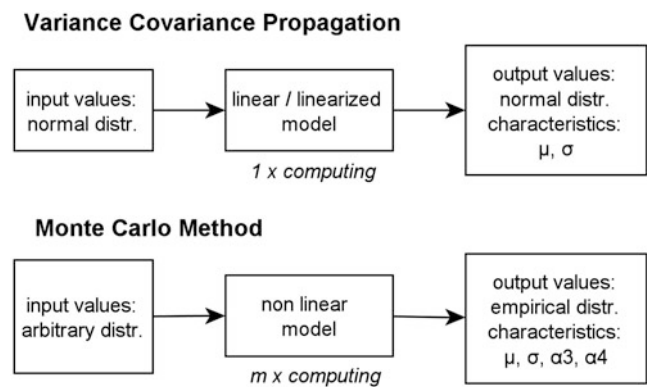 Variance Covariance Propagation
input values:
normal distr.
linear / linearized
model
1 x computing
output values:
normal distr.
characteristics:
μ, σ
Monte Carlo Method
input values:
arbitrary distr.
non linear
model
m x computing
output values:
empirical distr.
characteristics:
μ, σ, α3, α4